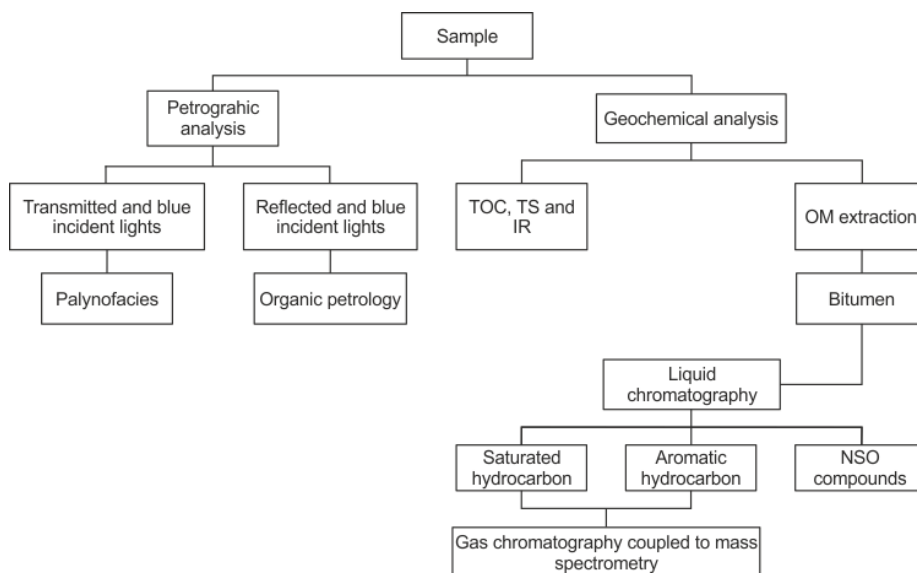 Sample
Petrograhic
analysis
Geochemical analysis
Transmitted and blue
incident lights
Reflected and blue
incident lights
TOC, TS and
IR
OM extraction
Palynofacies
Organic petrology
Bitumen
Liquid
chromatography
Saturated
hydrocarbon
Aromatic
hydrocarbon
NSO
compounds
Gas chromatography coupled to mass
spectrometry